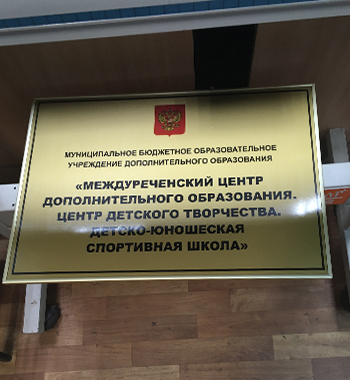 МУНИЦИПАЛЬНОЕ БЮДЖЕТНОЕ ОБРАЗОВАТЕЛЬНОЕ
УЧРЕЖДЕНИЕ ДОПОЛНИТЕЛЬНОГО ОБРАЗОВАНИЯ
«МЕЖДУРЕЧЕНСКИЙ ЦЕНТР
ДОПОЛНИТЕЛЬНОГО ОБРАЗОВАНИЯ.
ЦЕНТР ДЕТСКОГО ТВОРЧЕСТВА.
ДЕТСКО-ЮНОШЕСКАЯ
СПОРТИВНАЯ ШКОЛА»